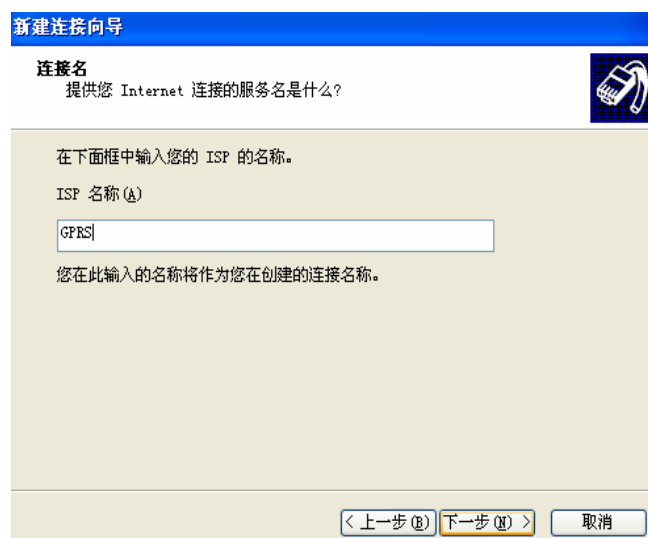 新建连接向导
连接名
提供您 Internet 连接的服务名是什么?
在下面框中输入您的 ISP 的名称。
ISP 名称(A)
GPRS
您在此输入的名称将作为您在创建的连接名称。
< 上一步(B) 下一步(N) > 取消